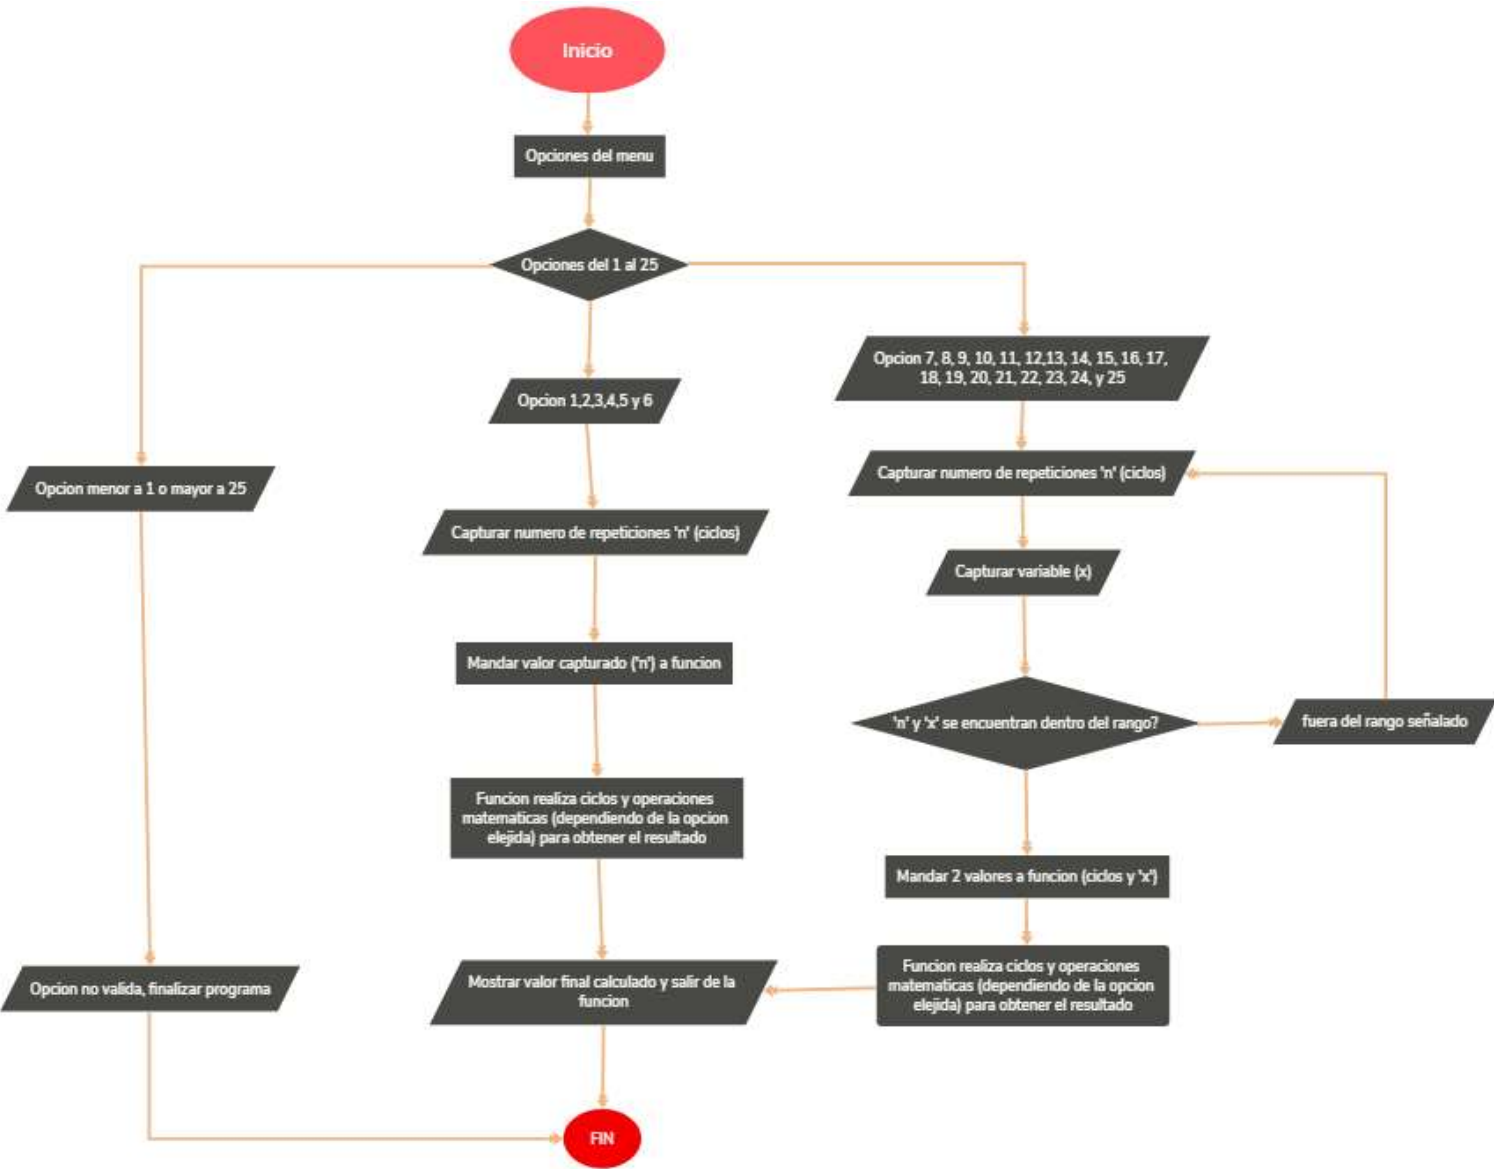 Inicio
Opciones del menu
Opciones del 1 al 25
Opcion menor a 1 o mayor a 25
Opcion no valida, finalizar programa
Opcion 1,2,3,4,5 y 6
Capturar numero de repeticiones 'n' (ciclos)
Mandar valor capturado ('n') a funcion
Funcion realiza ciclos y operaciones
matematicas (dependiendo de la opcion
elejida) para obtener el resultado
Mostrar valor final calculado y salir de la
funcion
Opcion 7, 8, 9, 10, 11, 12,13, 14, 15, 16, 17,
18, 19, 20, 21, 22, 23, 24, y 25
Capturar numero de repeticiones 'n' (ciclos)
Capturar variable (x)
'n' y 'x' se encuentran dentro del rango?
fuera del rango señalado
Mandar 2 valores a funcion (ciclos y 'x')
Funcion realiza ciclos y operaciones
matematicas (dependiendo de la opcion
elejida) para obtener el resultado
FIN